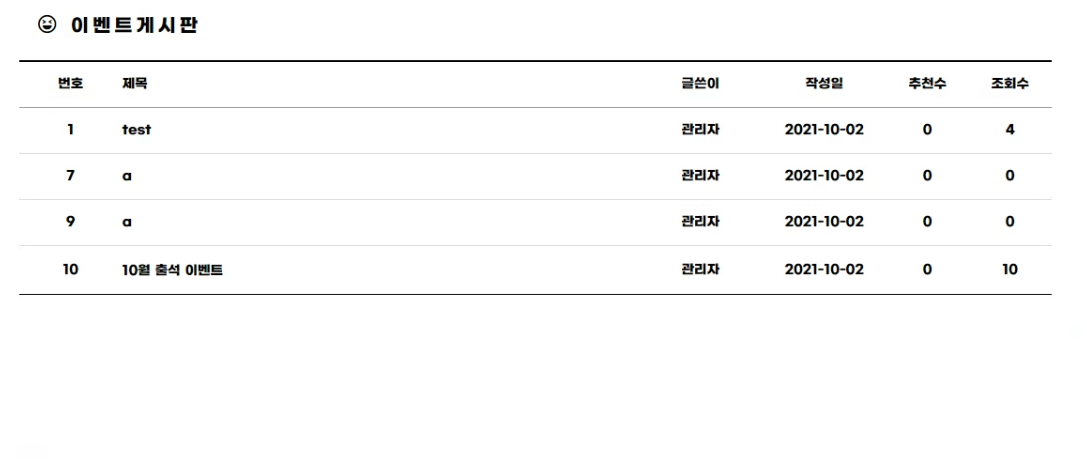 이벤트게시판
번호 제목 글쓴이 작성일 추천수 조회수
1 test 관리자 2021-10-02 0 4
7 a 관리자 2021-10-02 0 0
9 a 관리자 2021-10-02 0 0
10 10월 출석 이벤트 관리자 2021-10-02 0 10